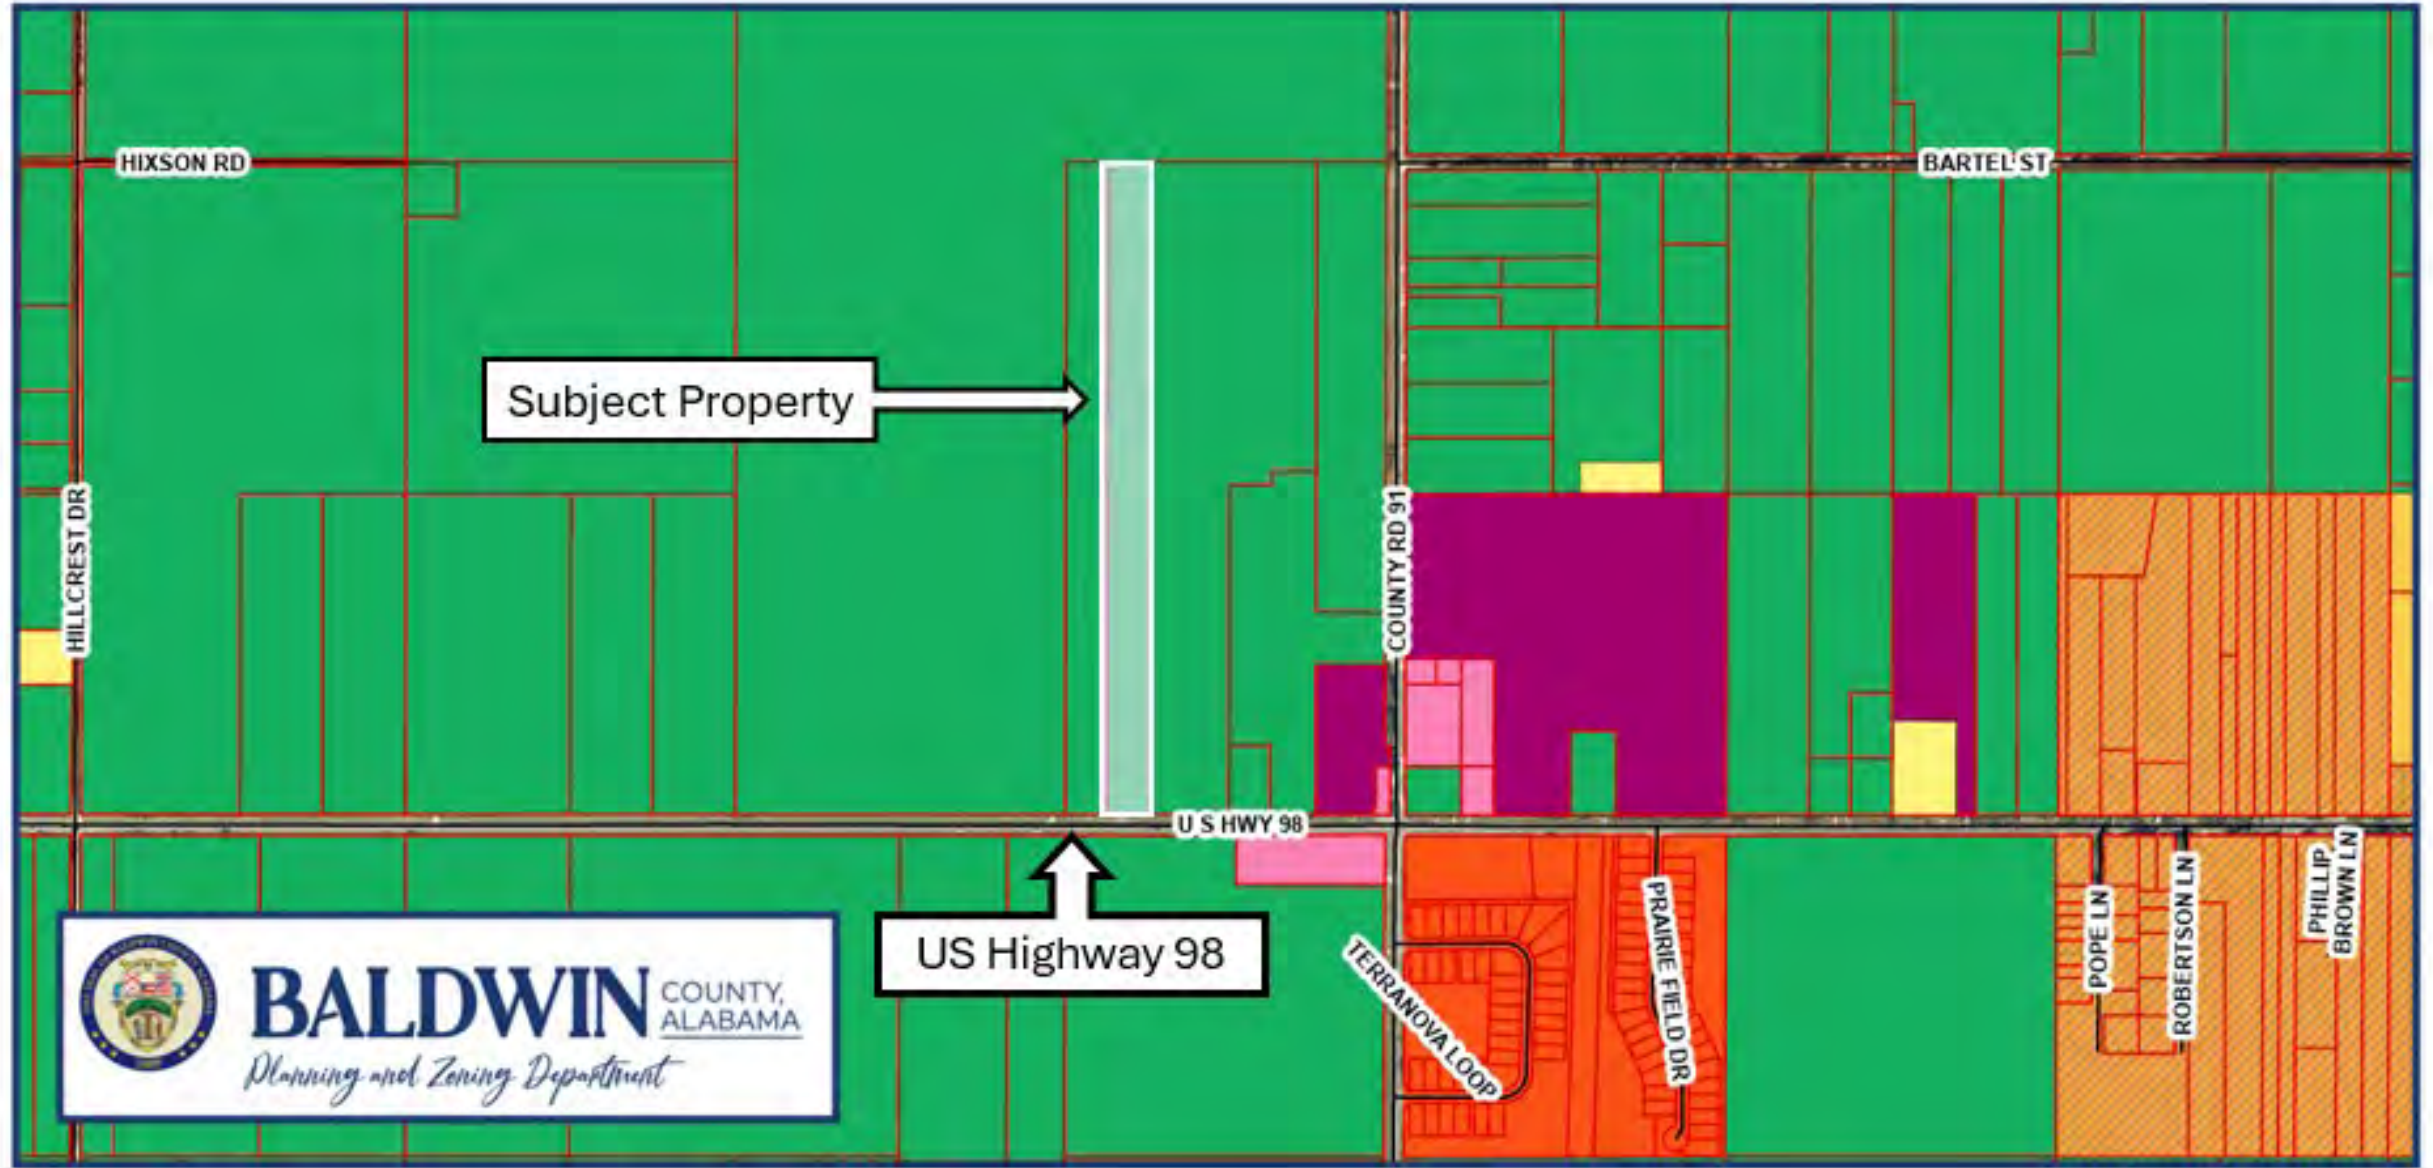 HIXSON RD
BARTEL ST
Subject Property
HILLCREST DR
COUNTY RD 91
U S HWY 98
US Highway 98
BALDWIN COUNTY,
ALABAMA
Planning and Zoning Department
TERRANOVA LOOP
PRAIRIE FIELD DR
POPE LN
ROBERTSON LN
PHILLIP
BROWN LN